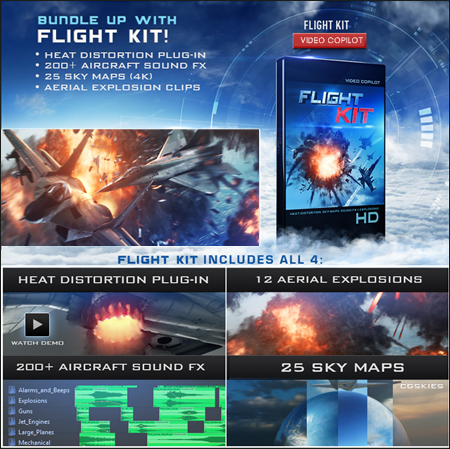 BUNDLE UP WITH
FLIGHT KIT!
• HEAT DISTORTION PLUG-IN
• 200+ AIRCRAFT SOUND FX
• 25 SKY MAPS (4K)
• AERIAL EXPLOSION CLIPS
FLIGHT KIT
VIDEO COPILOT
VIDEO COPILOT
FLIGHT
KIT
HD
FLIGHT KIT INCLUDES ALL 4:
HEAT DISTORTION PLUG-IN
12 AERIAL EXPLOSIONS
WATCH DEMO
200+ AIRCRAFT SOUND FX
25 SKY MAPS
CGSKIES
Alarms_and_Beeps
Explosions
Guns
Jet_Engines
Large_Planes
Mechanical